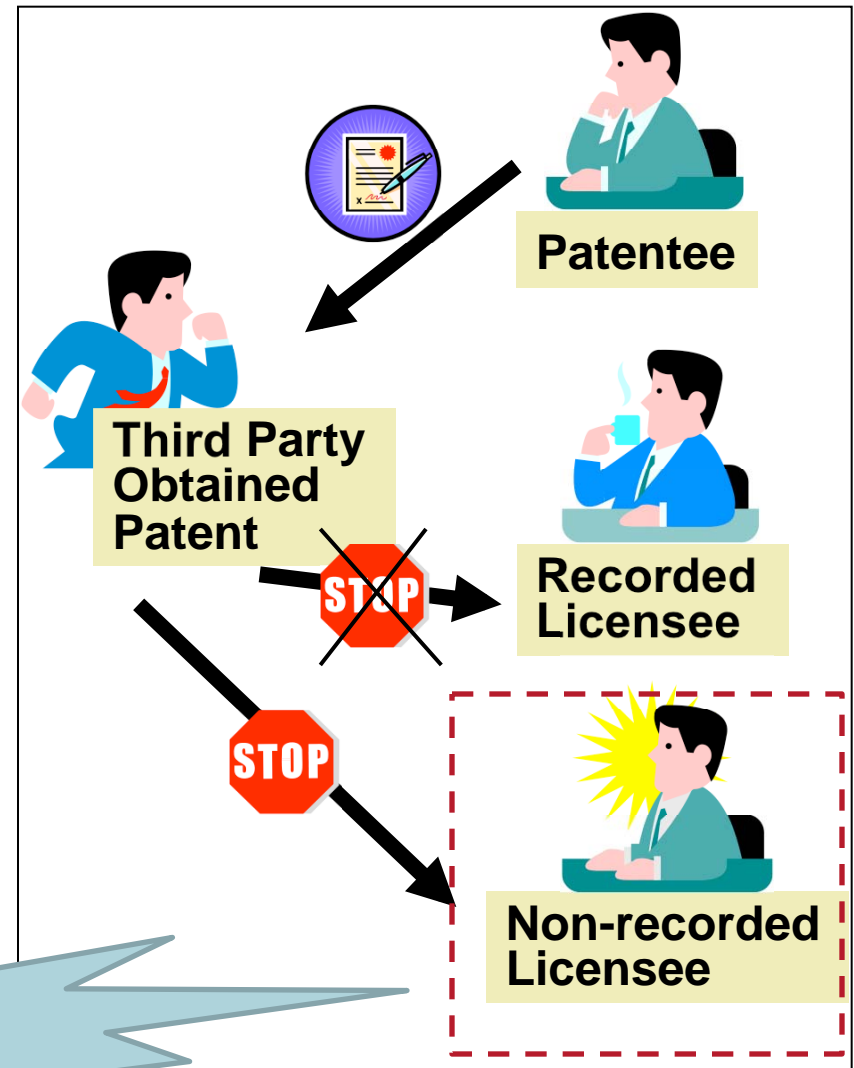 Patentee
Third Party
Obtained
Patent
STOP
Recorded
Licensee
STOP
Non-recorded
Licensee